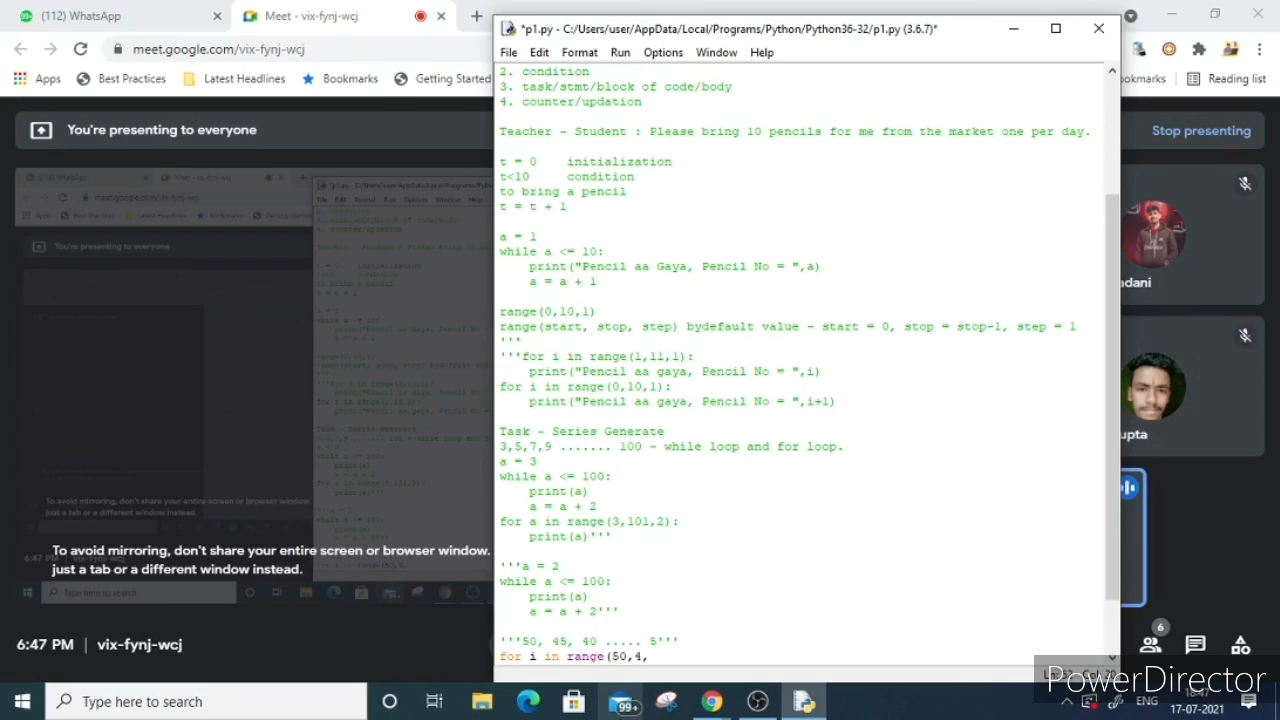 (112) WhatsApp
Meet - vix-fynj-wcj
*p1.py - C:/Users/user/AppData/Local/Programs/Python/Python36-32/p1.py (3.6.7)*
meet.google.com/vix-fynj-wcj
File Edit Format Run Options Window Help
Apps Best Practices Latest Headlines Bookmarks Getting Started
ookmarks Reading list
You're presenting to everyone
Stop presenting
2. condition
3. task/stmt/block of code/body
4. counter/updation
Teacher - Student : Please bring 10 pencils for me from the market one per day.
t = 0 initialization
t<10 condition
to bring a pencil
t = t + 1
a = 1
while a <= 10:
print("Pencil aa Gaya, Pencil No = ",a)
a = a + 1
range(0,10,1)
range(start, stop, step) bydefault value - start = 0, stop = stop-1, step = 1
'''
'''for i in range(1,11,1):
print("Pencil aa gaya, Pencil No = ",i)
for i in range(0,10,1):
print("Pencil aa gaya, Pencil No = ",i+1)
Task - Series Generate
3,5,7,9 ....... 100 - while loop and for loop.
a = 3
while a <= 100:
print(a)
a = a + 2
for a in range(3,101,2):
print(a)'''
'''a = 2
while a <= 100:
print(a)
a = a + 2'''
'''50, 45, 40 ..... 5'''
for i in range(50,4,
adani
upta
To avoid mirroring, don't share your entire screen or browser window.
just a tab or a different window instead.
6:47 PM | vix-fynj-wcj
6
PowerDirector
Type here to search
99+
ENG
17-07-2021